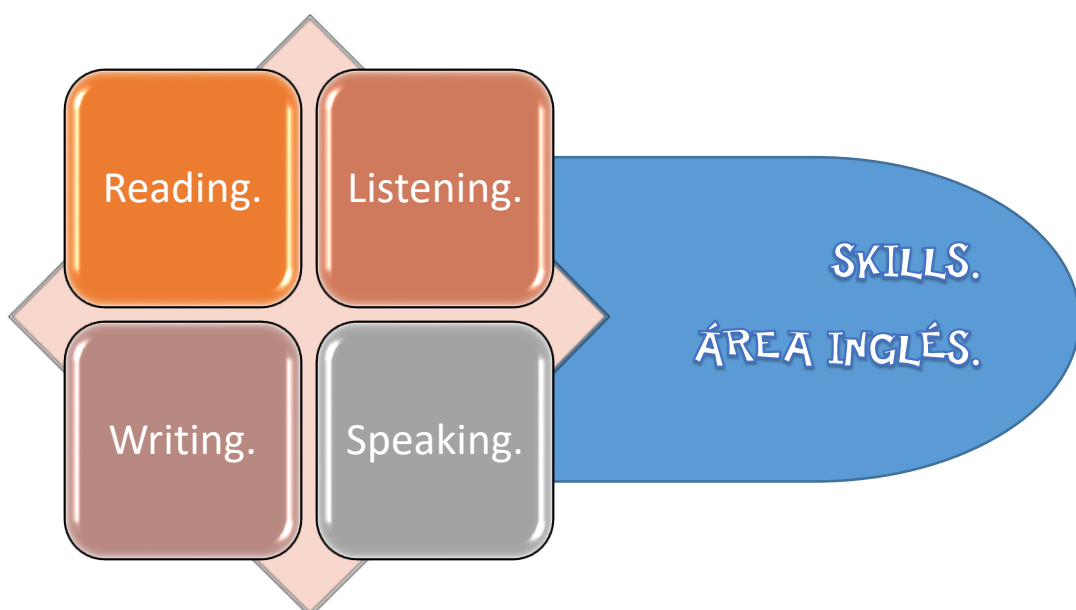 Reading.
Listening.
Writing.
Speaking.
SKILLS.
ÁREA INGLÉS.